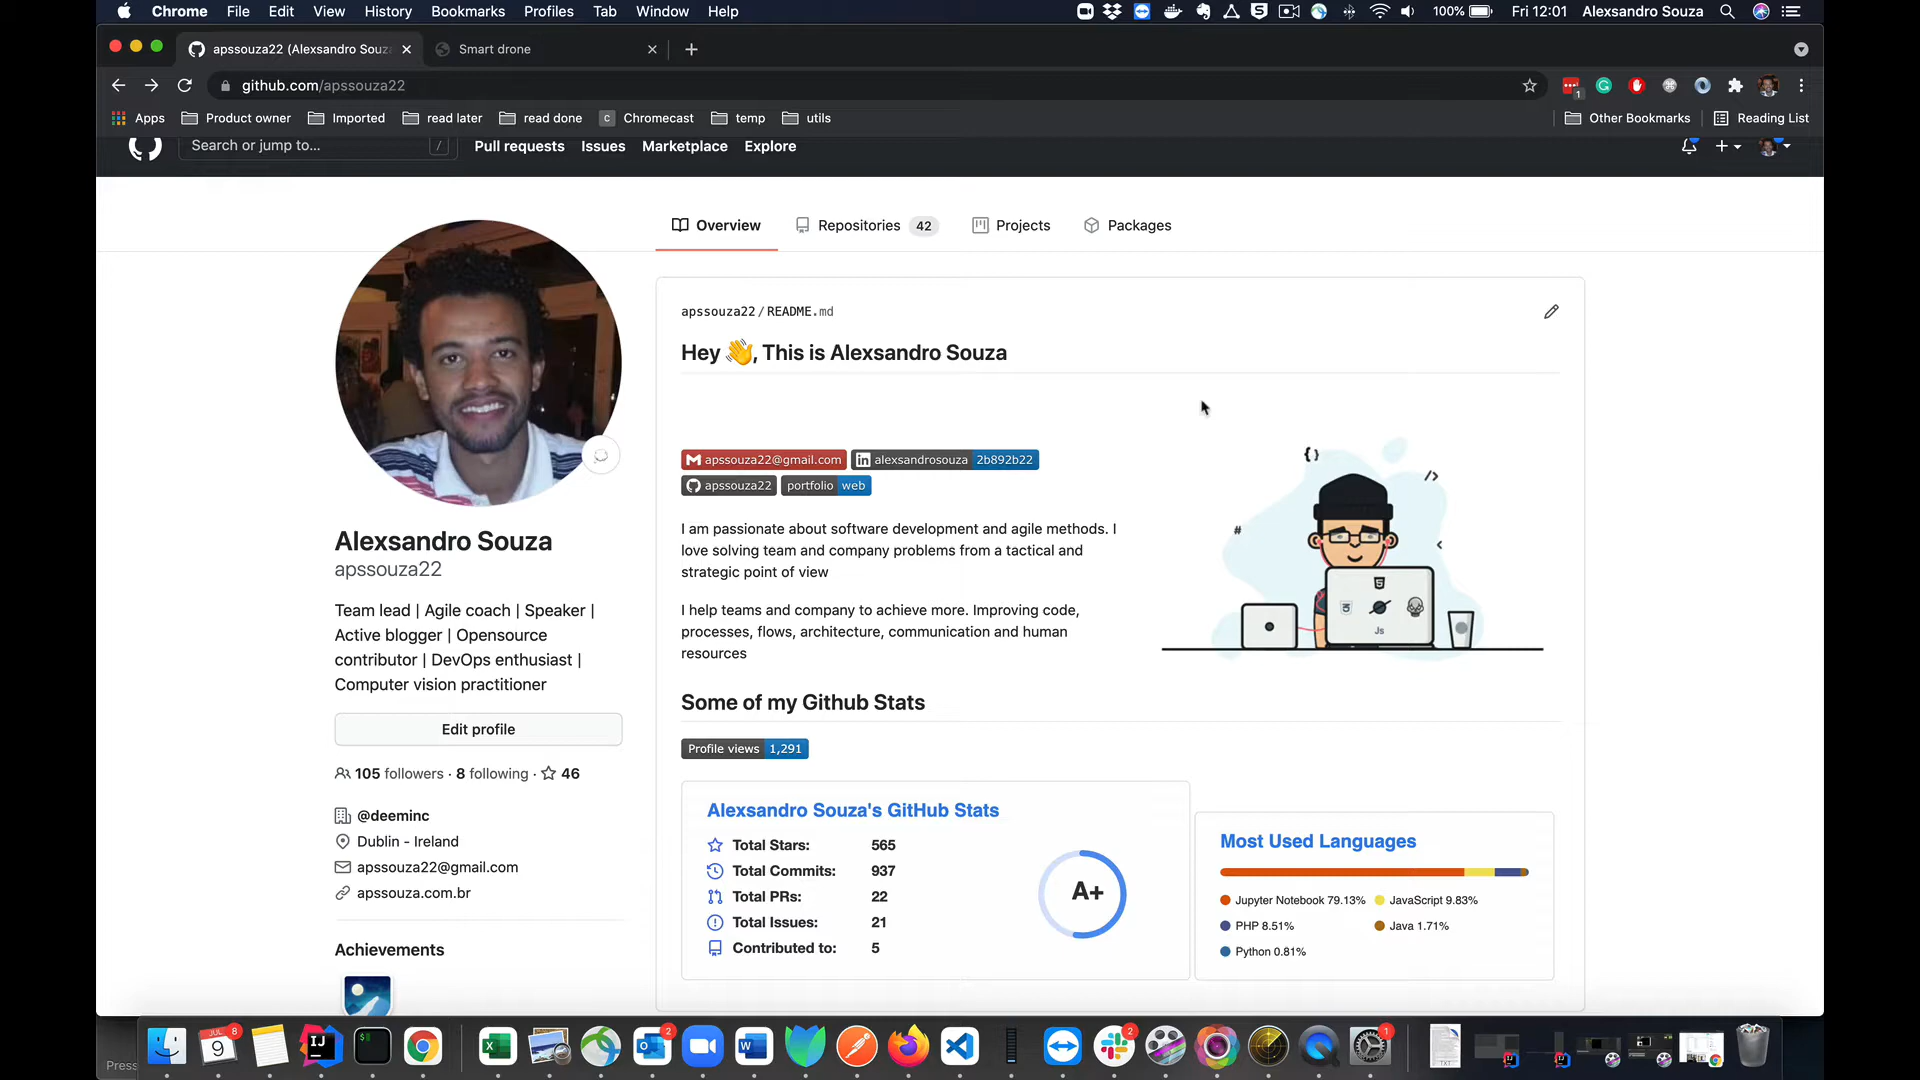 Chrome File Edit View History Bookmarks Profiles Tab Window Help 100% Fri 12:01 Alexsandro Souza
apssouza22 (Alexsandro Souz Smart drone
github.com/apssouza22
Apps Product owner Imported read later read done Chromecast temp utils Other Bookmarks Reading List
Search or jump to... / Pull requests Issues Marketplace Explore
Overview Repositories 42 Projects Packages
apssouza22/README.md
Hey 👋, This is Alexsandro Souza
apssouza22@gmail.com alexsandrosouza 2b892b22
apssouza22 portfolio web
I am passionate about software development and agile methods. I
love solving team and company problems from a tactical and
strategic point of view
I help teams and company to achieve more. Improving code,
processes, flows, architecture, communication and human
resources
{}
/>
#
<
Js
Alexsandro Souza
apssouza22
Team lead | Agile coach | Speaker |
Active blogger | Opensource
contributor | DevOps enthusiast |
Computer vision practitioner
Edit profile
105 followers · 8 following · 46
@deeminc
Dublin - Ireland
apssouza22@gmail.com
apssouza.com.br
Achievements
Some of my Github Stats
Profile views 1,291
Alexsandro Souza's GitHub Stats
Total Stars: 565
Total Commits: 937
Total PRs: 22
Total Issues: 21
Contributed to: 5
A+
Most Used Languages
Jupyter Notebook 79.13% JavaScript 9.83%
PHP 8.51% Java 1.71%
Python 0.81%
JUL 8
9
IJ
2
2
1
Press